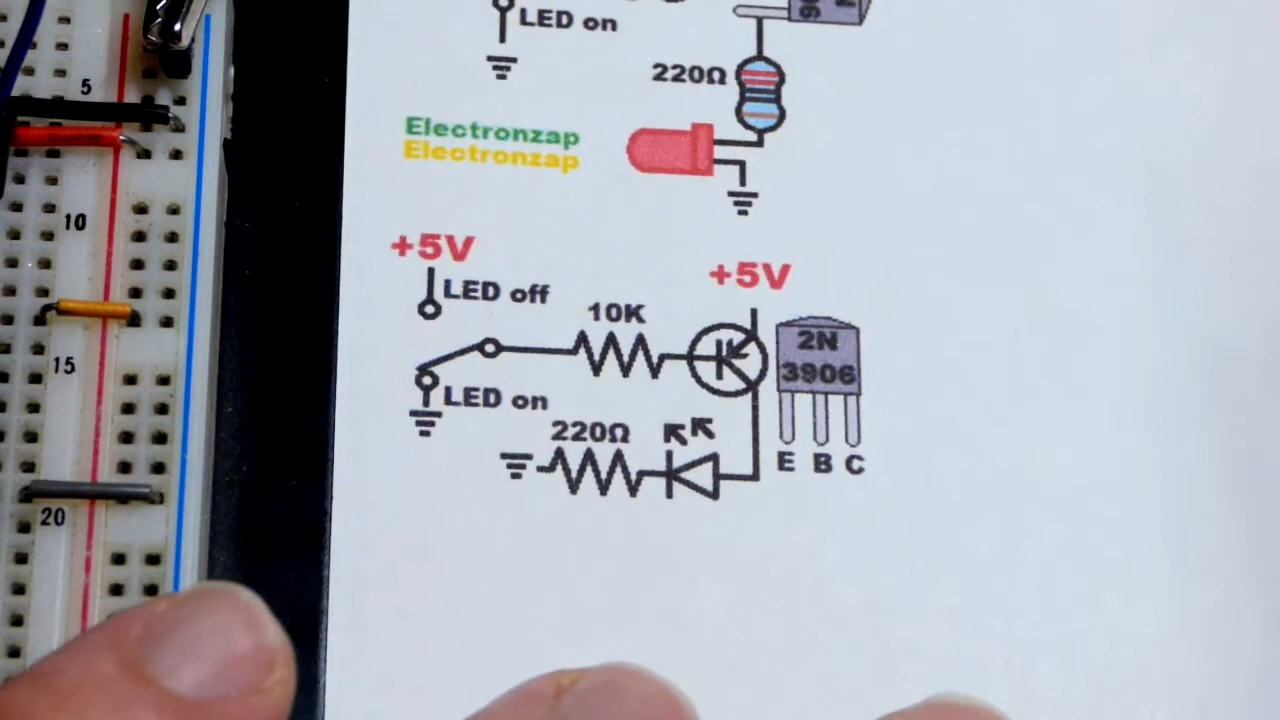 LED on
220Ω
Electronzap
Electronzap
+5V
+5V
LED off
10K
2N
3906
LED on
220Ω
E B C
5
10
15
20